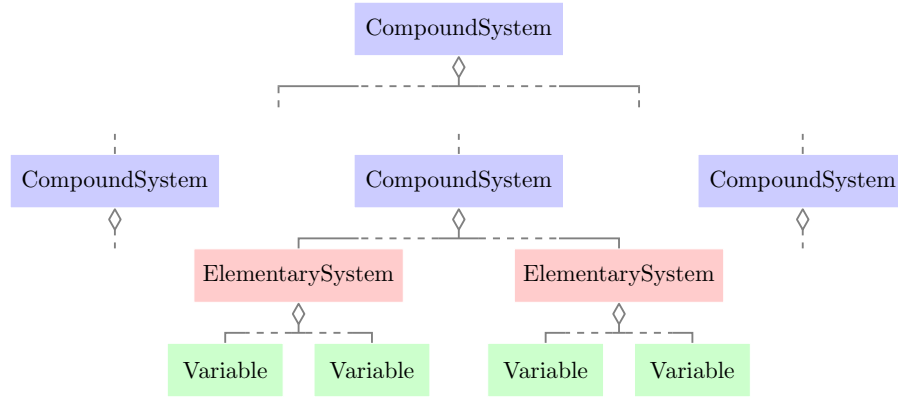 CompoundSystem
CompoundSystem
CompoundSystem
CompoundSystem
ElementarySystem
ElementarySystem
Variable
Variable
Variable
Variable